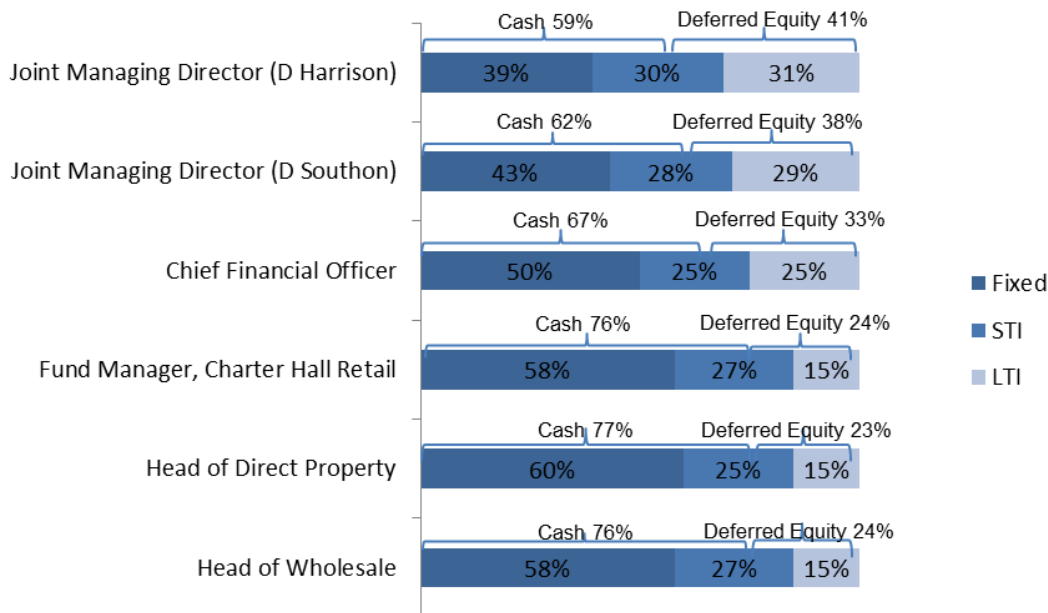 Cash 59% Deferred Equity 41%
Joint Managing Director (D Harrison) 39% 30% 31%
Cash 62% Deferred Equity 38%
Joint Managing Director (D Southon) 43% 28% 29%
Cash 67% Deferred Equity 33%
Chief Financial Officer 50% 25% 25%
Fixed
Cash 76% Deferred Equity 24%
STI
Fund Manager, Charter Hall Retail 58% 27% 15%
LTI
Cash 77% Deferred Equity 23%
Head of Direct Property 60% 25% 15%
Cash 76% Deferred Equity 24%
Head of Wholesale 58% 27% 15%